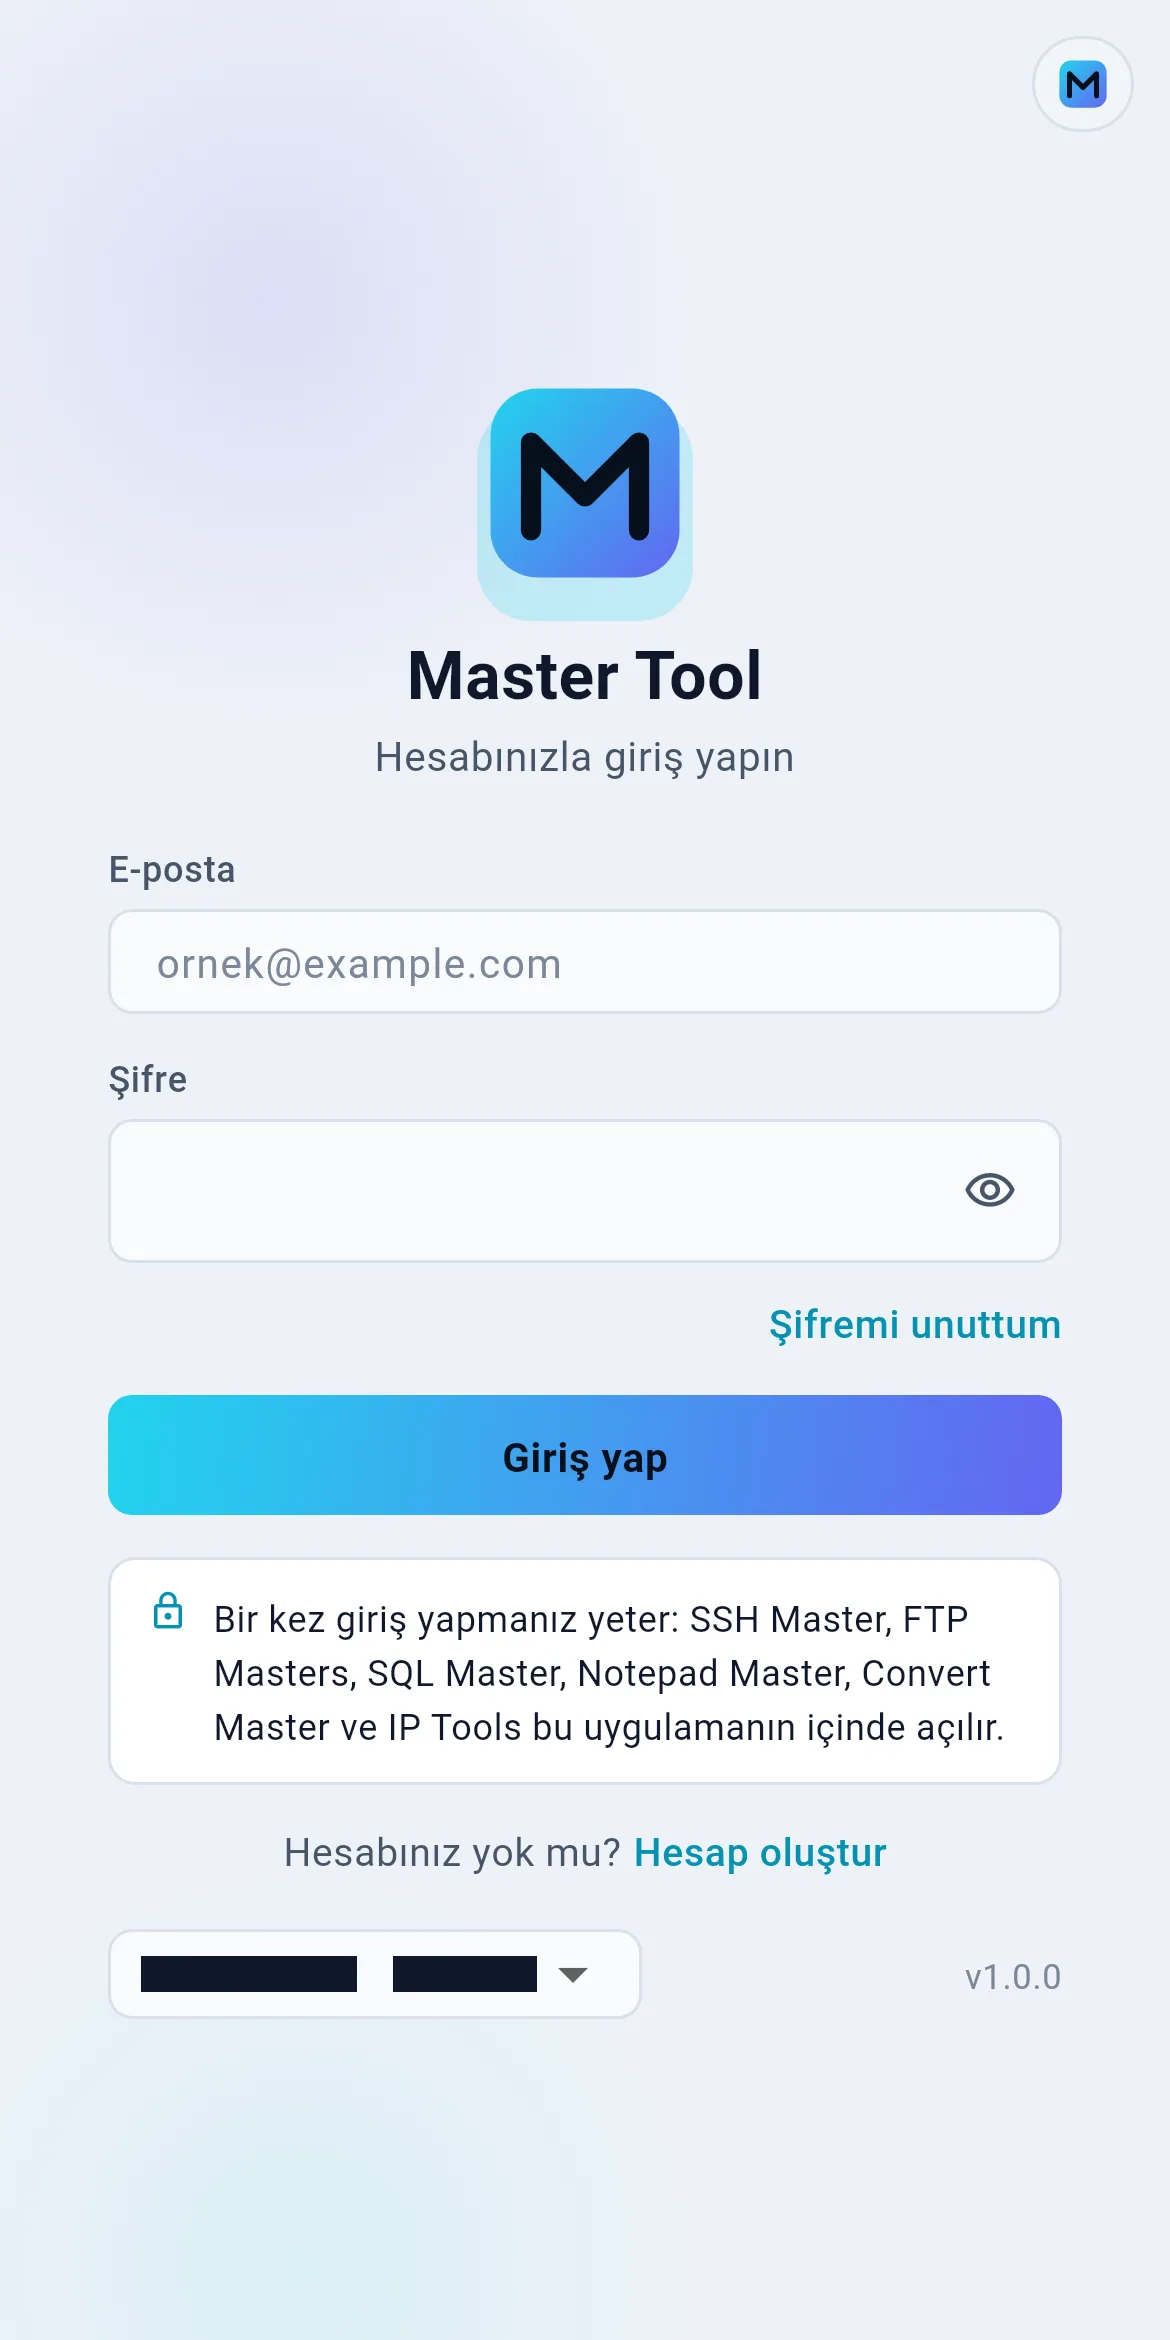 M
M
Master Tool
Hesabınızla giriş yapın
E-posta
ornek@example.com
Şifre
Şifremi unuttum
Giriş yap
Bir kez giriş yapmanız yeter: SSH Master, FTP
Masters, SQL Master, Notepad Master, Convert
Master ve IP Tools bu uygulamanın içinde açılır.
Hesabınız yok mu? Hesap oluştur
v1.0.0